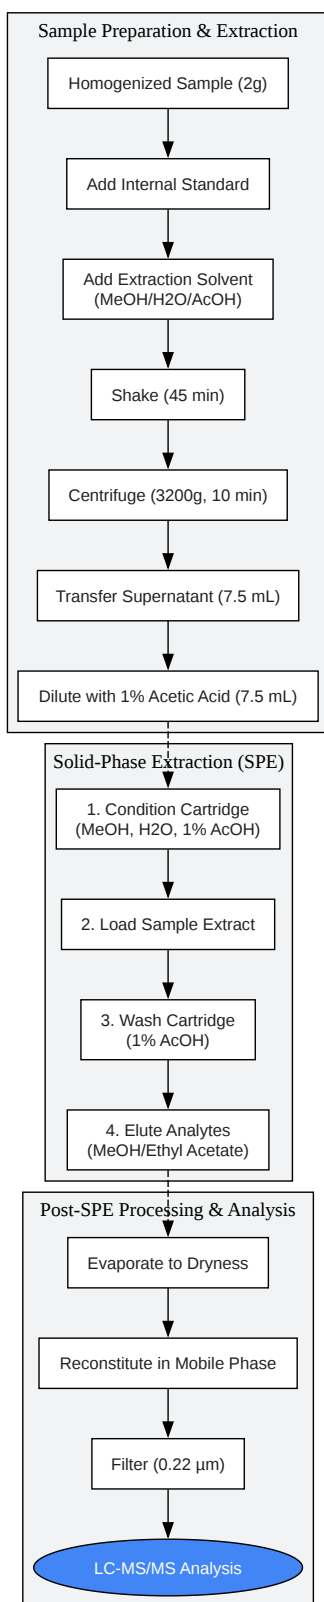 Sample Preparation & Extraction
Homogenized Sample (2g)
Add Internal Standard
Add Extraction Solvent
(MeOH/H2O/AcOH)
Shake (45 min)
Centrifuge (3200g, 10 min)
Transfer Supernatant (7.5 mL)
Dilute with 1% Acetic Acid (7.5 mL)
Solid-Phase Extraction (SPE)
1. Condition Cartridge
(MeOH, H2O, 1% AcOH)
2. Load Sample Extract
3. Wash Cartridge
(1% AcOH)
4. Elute Analytes
(MeOH/Ethyl Acetate)
Post-SPE Processing & Analysis
Evaporate to Dryness
Reconstitute in Mobile Phase
Filter (0.22 µm)
LC-MS/MS Analysis